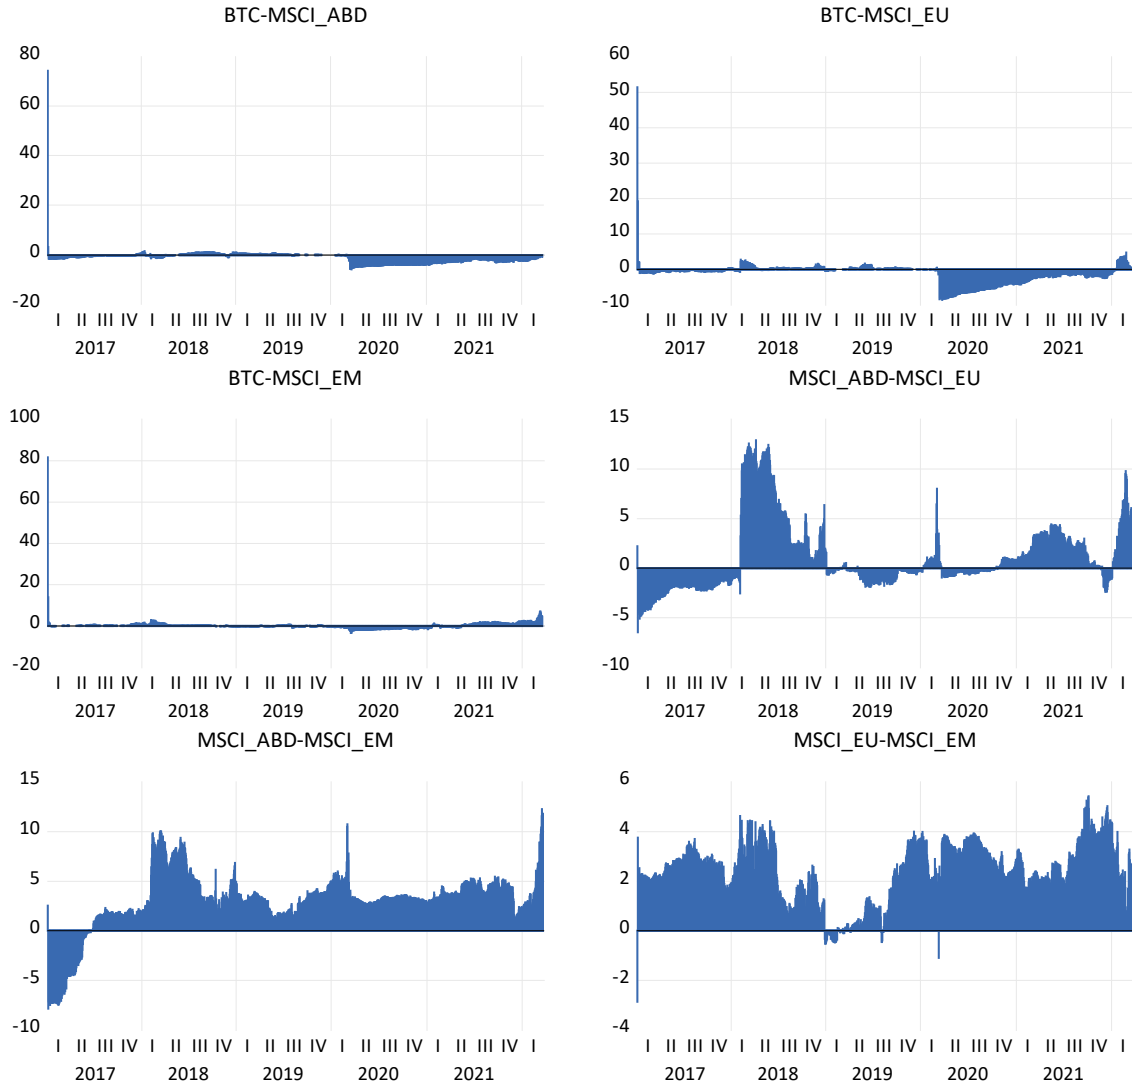 BTC-MSCI_ABD
80
60
40
20
0
-20
I II III IV I II III IV I II III IV I II III IV I II III IV I
2017 2018 2019 2020 2021
BTC-MSCI_EU
60
50
40
30
20
10
0
-10
I II III IV I II III IV I II III IV I II III IV I II III IV I
2017 2018 2019 2020 2021
BTC-MSCI_EM
100
80
60
40
20
0
-20
I II III IV I II III IV I II III IV I II III IV I II III IV I
2017 2018 2019 2020 2021
MSCI_ABD-MSCI_EU
15
10
5
0
-5
-10
I II III IV I II III IV I II III IV I II III IV I II III IV I
2017 2018 2019 2020 2021
MSCI_ABD-MSCI_EM
15
10
5
0
-5
-10
I II III IV I II III IV I II III IV I II III IV I II III IV I
2017 2018 2019 2020 2021
MSCI_EU-MSCI_EM
6
4
2
0
-2
-4
I II III IV I II III IV I II III IV I II III IV I II III IV I
2017 2018 2019 2020 2021